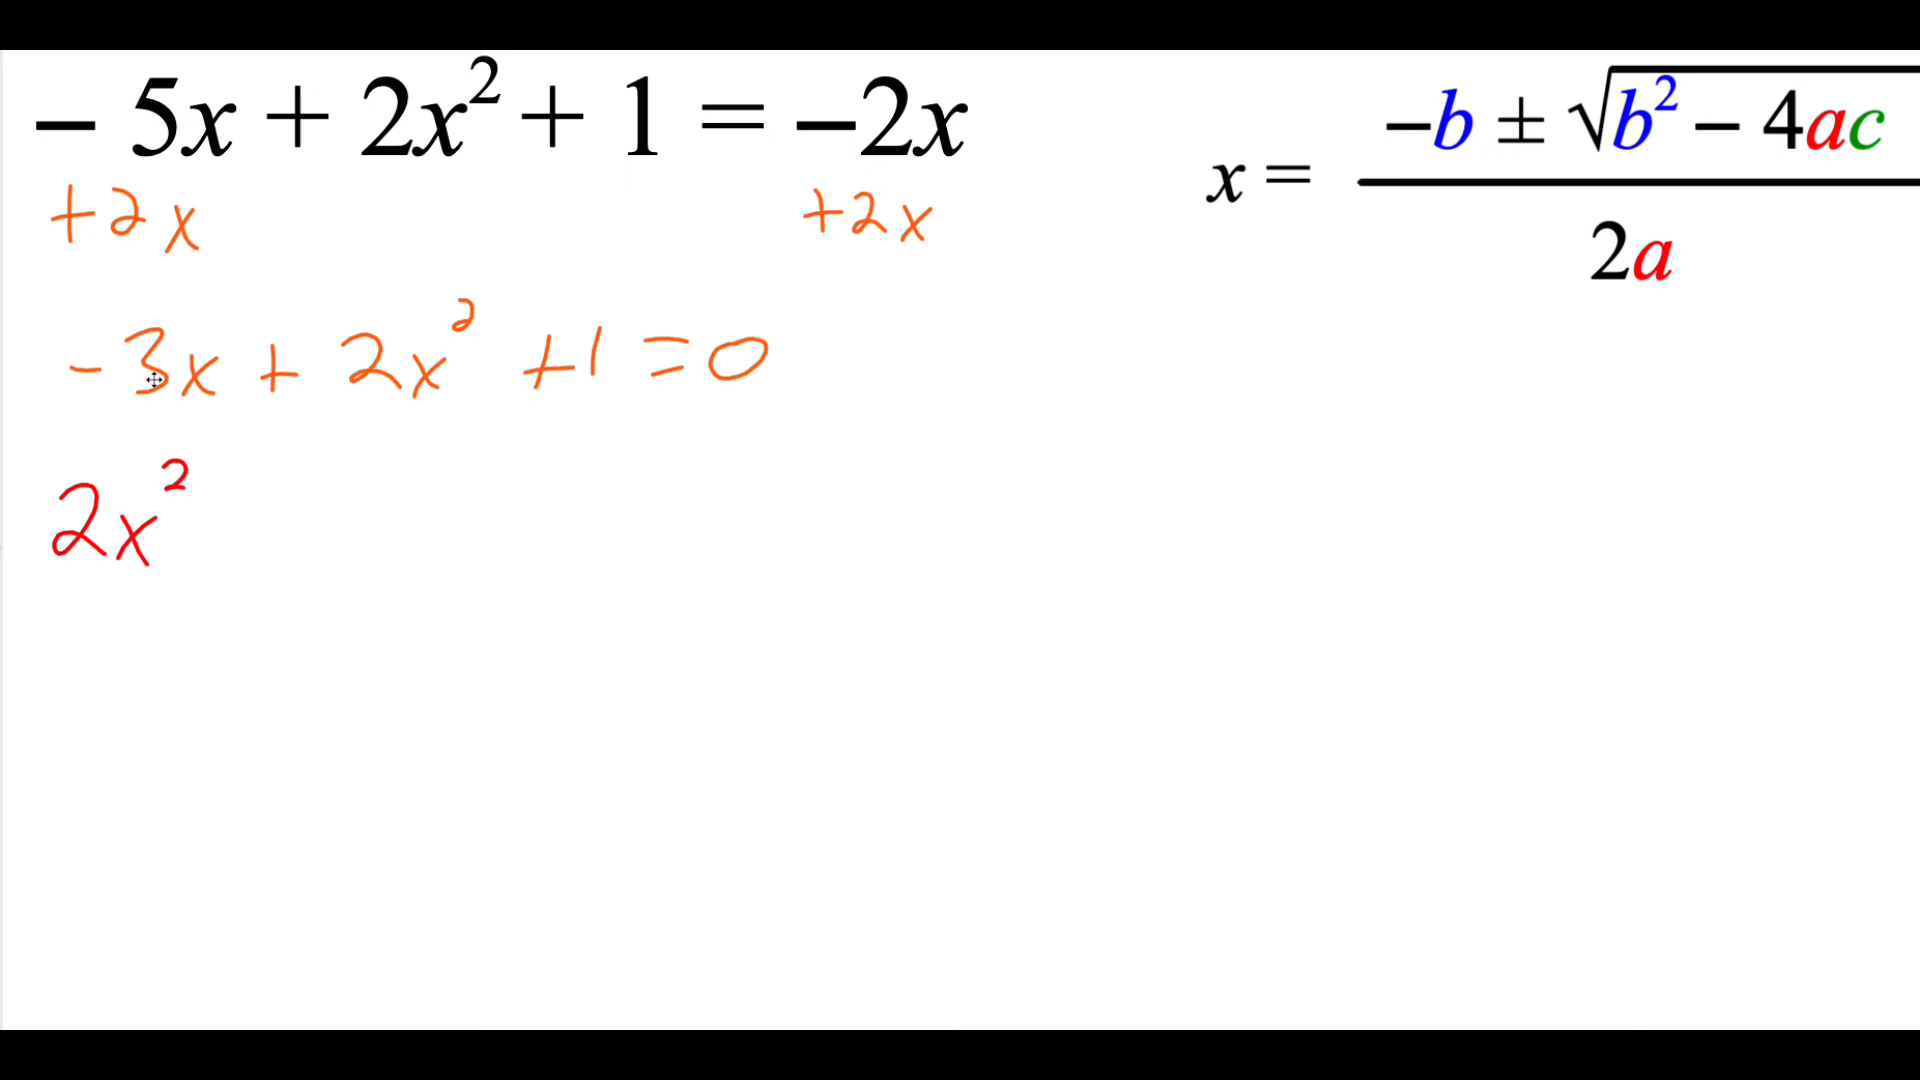 − 5x + 2x² + 1 = −2x
+2x +2x
-3x + 2x² +1 =0
2x²
x = −b ± √b² − 4ac
2a